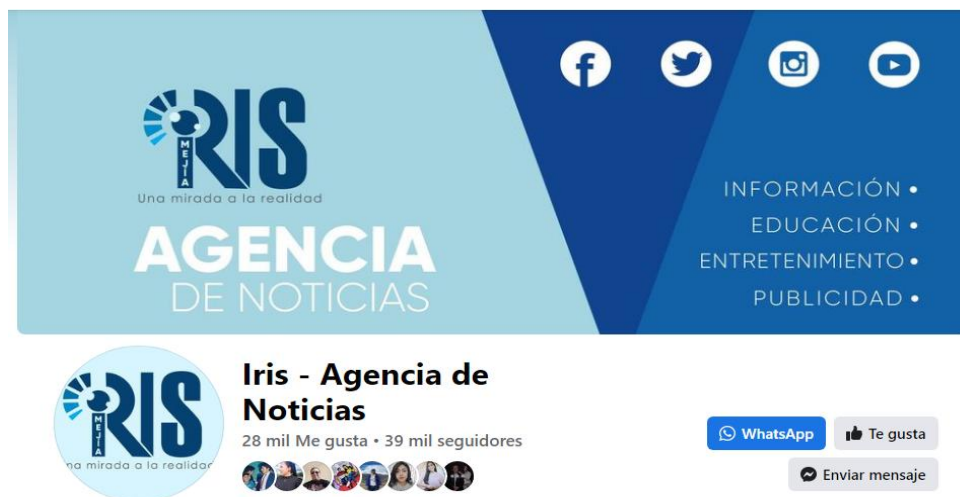 IRIS
MEJÍA
Una mirada a la realidad
AGENCIA
DE NOTICIAS
INFORMACIÓN •
EDUCACIÓN •
ENTRETENIMIENTO •
PUBLICIDAD •
IRIS
MEJÍA
na mirada a la realidad
Iris - Agencia de
Noticias
28 mil Me gusta • 39 mil seguidores
WhatsApp
Te gusta
Enviar mensaje